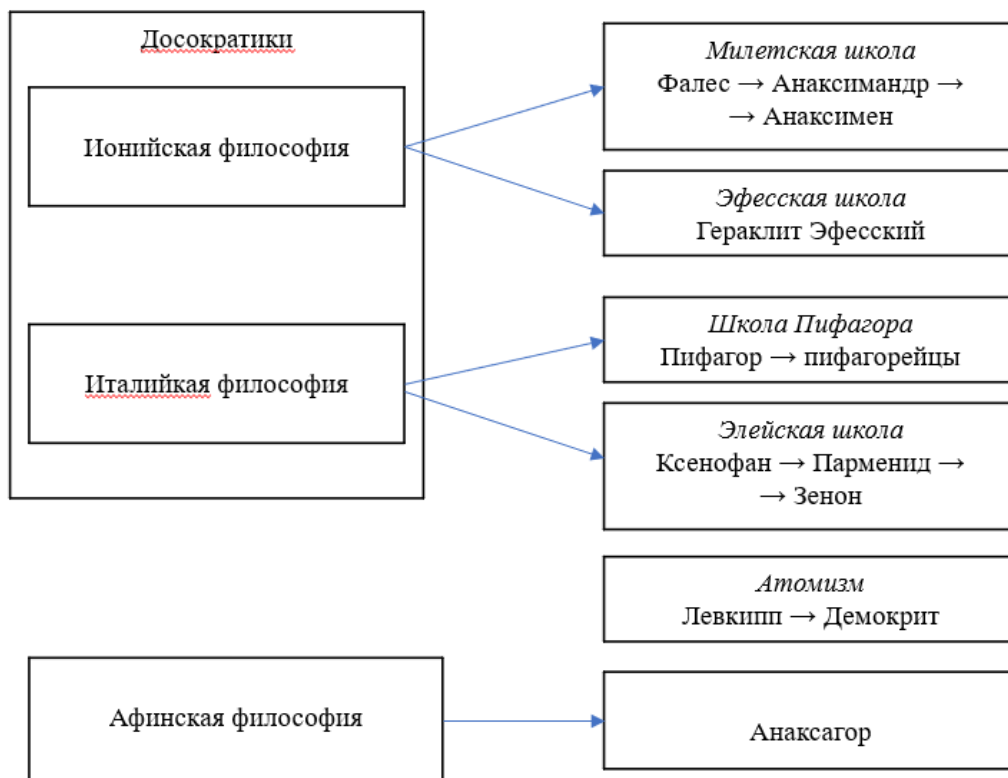 Досократики
Ионийская философия
Италийкая философия
Афинская философия
Милетская школа
Фалес → Анаксимандр →
→ Анаксимен
Эфесская школа
Гераклит Эфесский
Школа Пифагора
Пифагор → пифагорейцы
Элейская школа
Ксенофан → Парменид →
→ Зенон
Атомизм
Левкипп → Демокрит
Анаксагор